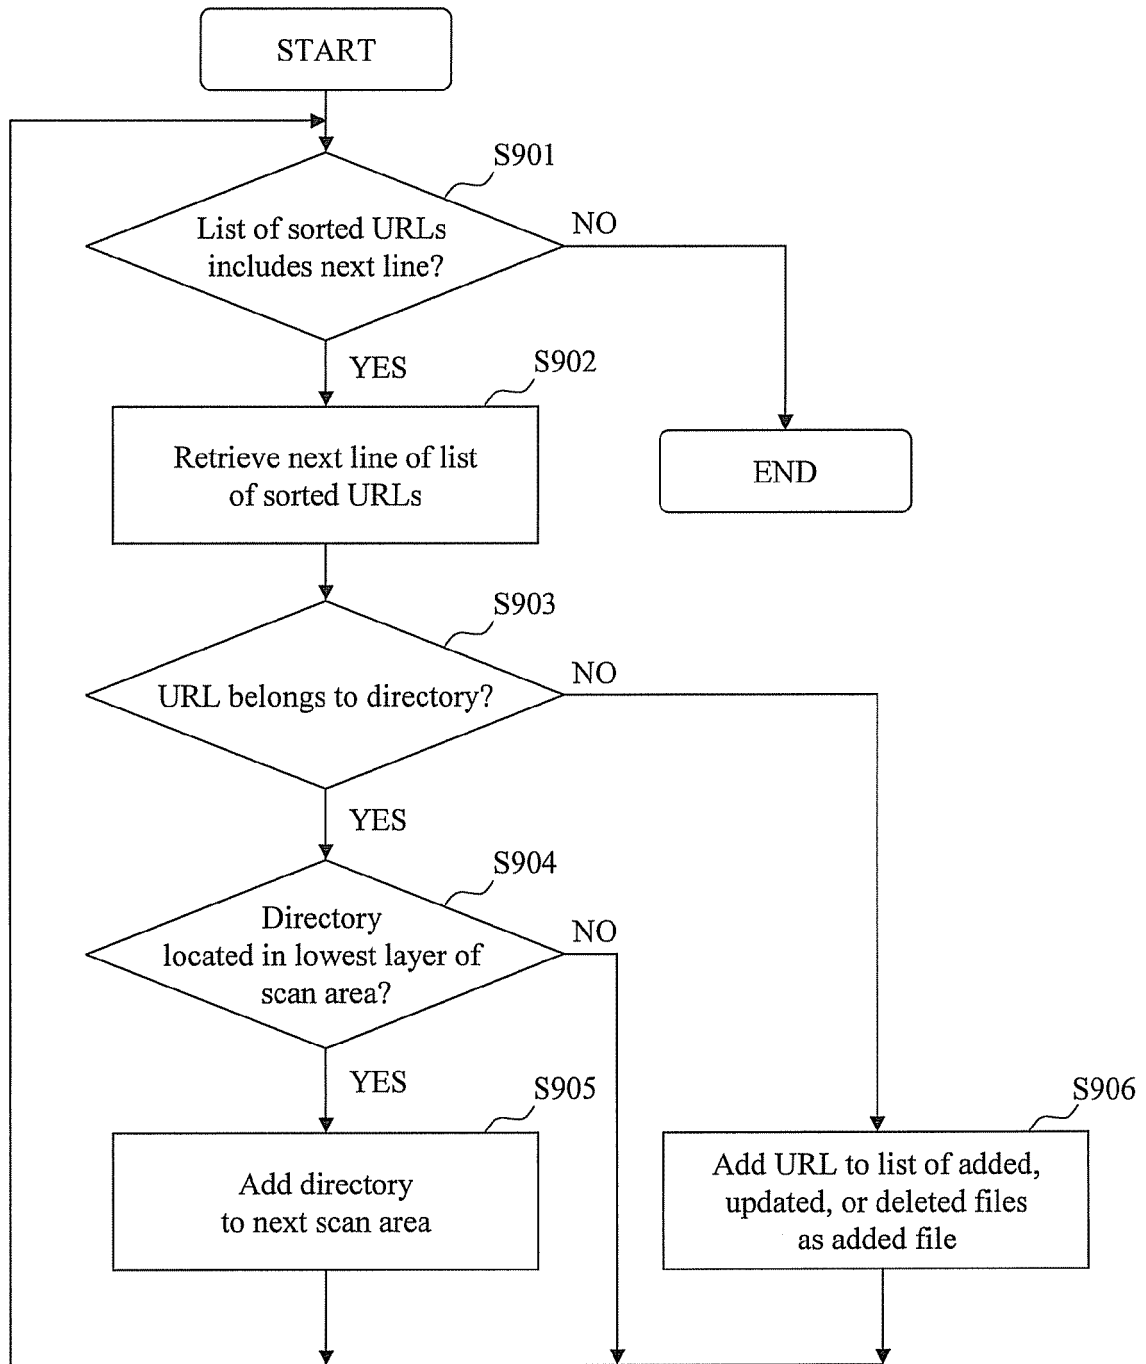 START
S901
List of sorted URLs
includes next line?
NO
YES
S902
Retrieve next line of list
of sorted URLs
END
S903
URL belongs to directory?
NO
YES
S904
Directory
located in lowest layer of
scan area?
NO
YES
S905
Add directory
to next scan area
S906
Add URL to list of added,
updated, or deleted files
as added file